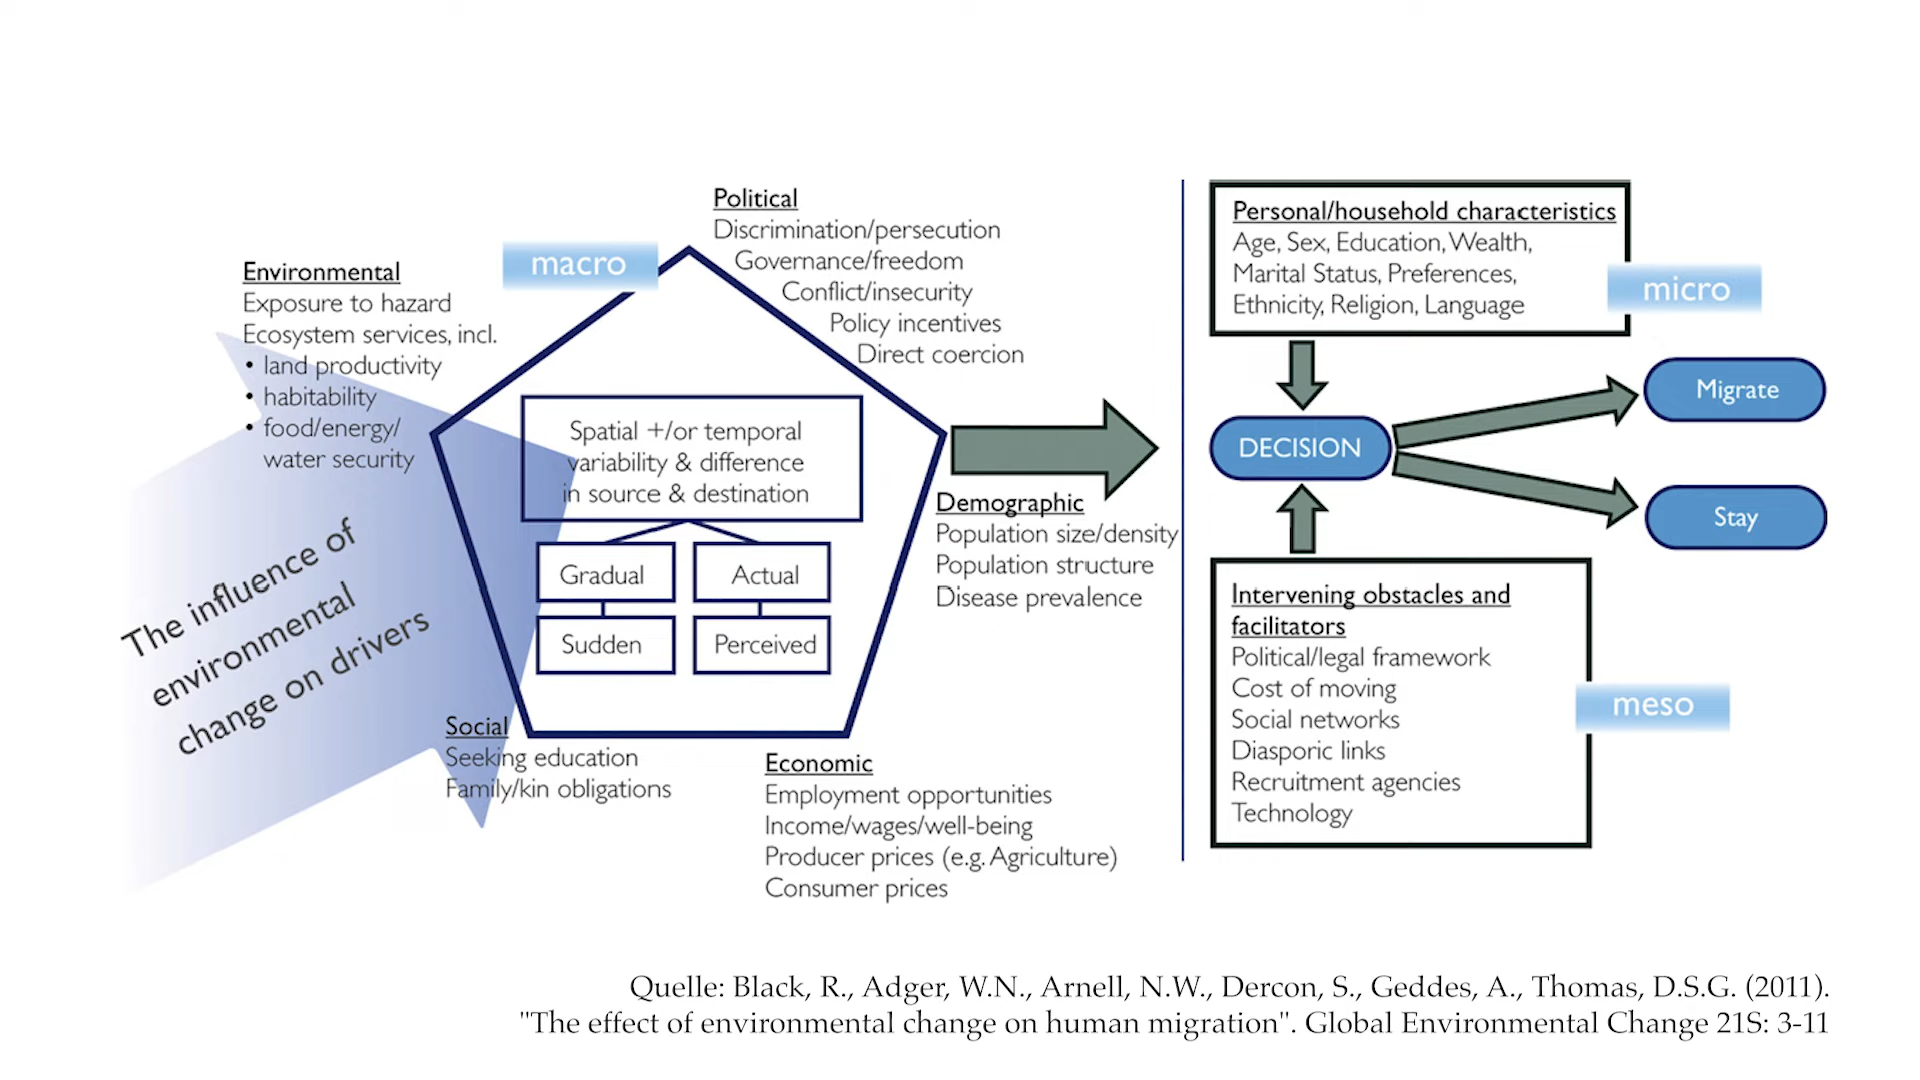 Political
Discrimination/persecution
Governance/freedom
Conflict/insecurity
Policy incentives
Direct coercion
macro
Environmental
Exposure to hazard
Ecosystem services, incl.
• land productivity
• habitability
• food/energy/
water security
Spatial +/or temporal
variability & difference
in source & destination
Gradual
Actual
Sudden
Perceived
The influence of
environmental
change on drivers
Demographic
Population size/density
Population structure
Disease prevalence
Social
Seeking education
Family/kin obligations
Economic
Employment opportunities
Income/wages/well-being
Producer prices (e.g. Agriculture)
Consumer prices
Personal/household characteristics
Age, Sex, Education, Wealth,
Marital Status, Preferences,
Ethnicity, Religion, Language
micro
DECISION
Migrate
Stay
Intervening obstacles and
facilitators
Political/legal framework
Cost of moving
Social networks
Diasporic links
Recruitment agencies
Technology
meso
Quelle: Black, R., Adger, W.N., Arnell, N.W., Dercon, S., Geddes, A., Thomas, D.S.G. (2011).
"The effect of environmental change on human migration". Global Environmental Change 21S: 3-11